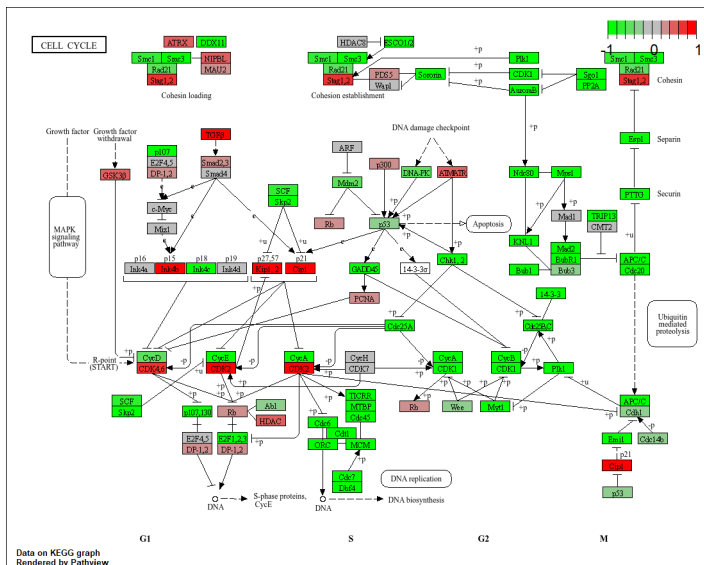 CELL CYCLE
-1 0 1
ATRX DDX11
Smc1 Smc3 NIPBL
Rad21 MAU2
Stag1,2
Cohesin loading
HDAC8 ESCO1/2
+p
Smc1 Smc3
Rad21 PDS5
Stag1,2 Wapl
Sororin
Cohesion establishment
Plk1
CDK1
AuroraB
Sgo1
PP2A
Smc1 Smc3
Rad21
Stag1,2
Cohesin
Growth factor
Growth factor
withdrawal
TGFβ
GSK3β
p107
E2F4,5
DP-1,2
Smad2,3
Smad4
c-Myc
Miz1
SCF
Skp2
ARF
Mdm2
p300
DNA damage checkpoint
DNA-PK ATMATR
Rb
p53
Apoptosis
Ndc80 Mps1
Mad1
KNL1
Bub1
Mad2
BubR1
Bub3
TRIP13
CMT2
Esp1
Separin
PTTG
Securin
APC/C
Cdc20
MAPK
signaling
pathway
p16 p15 p18 p19
Ink4a Ink4b Ink4c Ink4d
p27,57 p21
Kip1,2 Cip1
GADD45 14-3-3σ
Chk1,2
PCNA
14-3-3
Cdc25A
Cdc25B,C
Ubiquitin
mediated
proteolysis
R-point
(START)
CycD
CDK4,6
CycE
CDK2
CycA
CDK2
CycH
CDK7
CycA
CDK1
CycB
CDK1
Plk1
SCF
Skp2
p107,130
Rb
Abl
HDAC
E2F4,5
DP-1,2
E2F1,2,3
DP-1,2
TICRR
MTBP
Cdc45
Cdc6
Cdt1
ORC MCM
Cdc7
Dbf4
Rb
Wee
Myt1
APC/C
Cdh1
Emi1
Cdc14b
p21
Cip1
p53
DNA replication
DNA
S-phase proteins,
CycE
DNA
DNA biosynthesis
G1 S G2 M
Data on KEGG graph
Rendered by Pathview